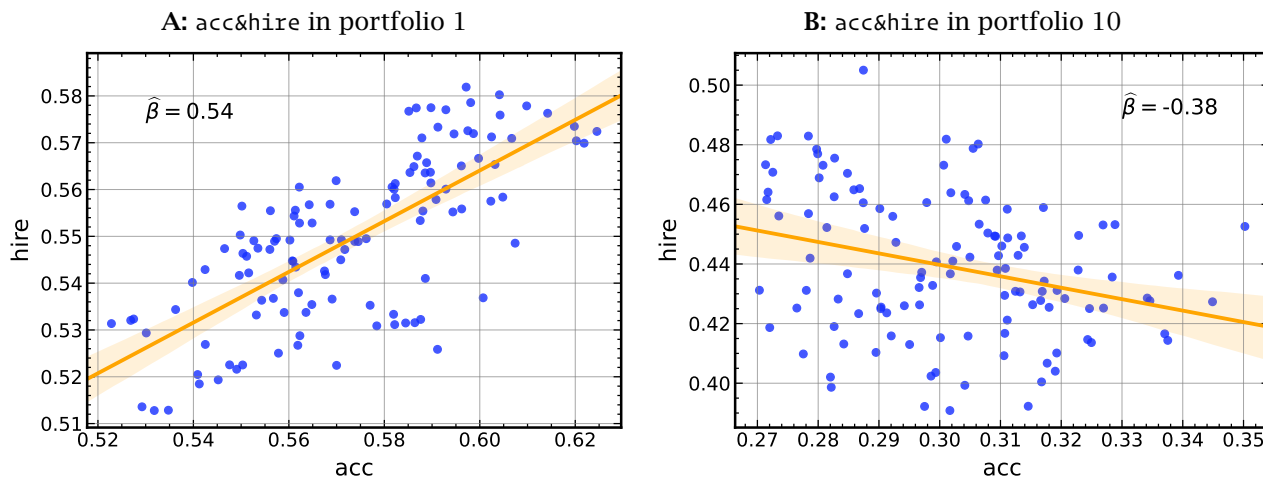 A: acc&hire in portfolio 1
β̂ = 0.54
hire
0.58
0.57
0.56
0.55
0.54
0.53
0.52
0.51
0.52 0.54 0.56 0.58 0.60 0.62
acc
B: acc&hire in portfolio 10
β̂ = -0.38
hire
0.50
0.48
0.46
0.44
0.42
0.40
0.27 0.28 0.29 0.30 0.31 0.32 0.33 0.34 0.35
acc